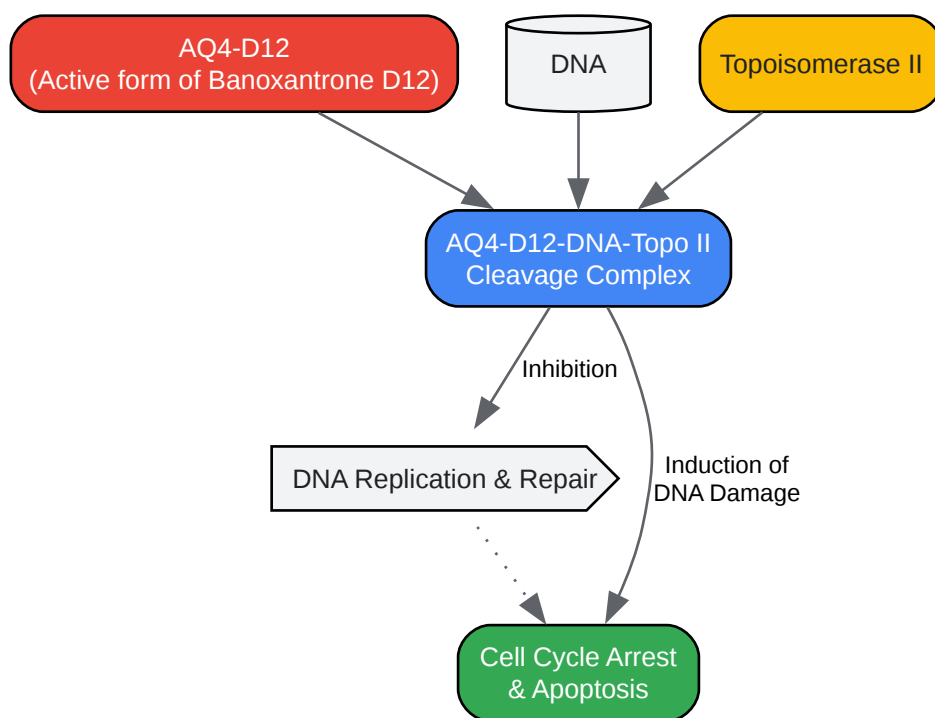 AQ4-D12
(Active form of Banoxantrone D12)
DNA
Topoisomerase II
AQ4-D12-DNA-Topo II
Cleavage Complex
Inhibition
DNA Replication & Repair
Induction of
DNA Damage
Cell Cycle Arrest
& Apoptosis